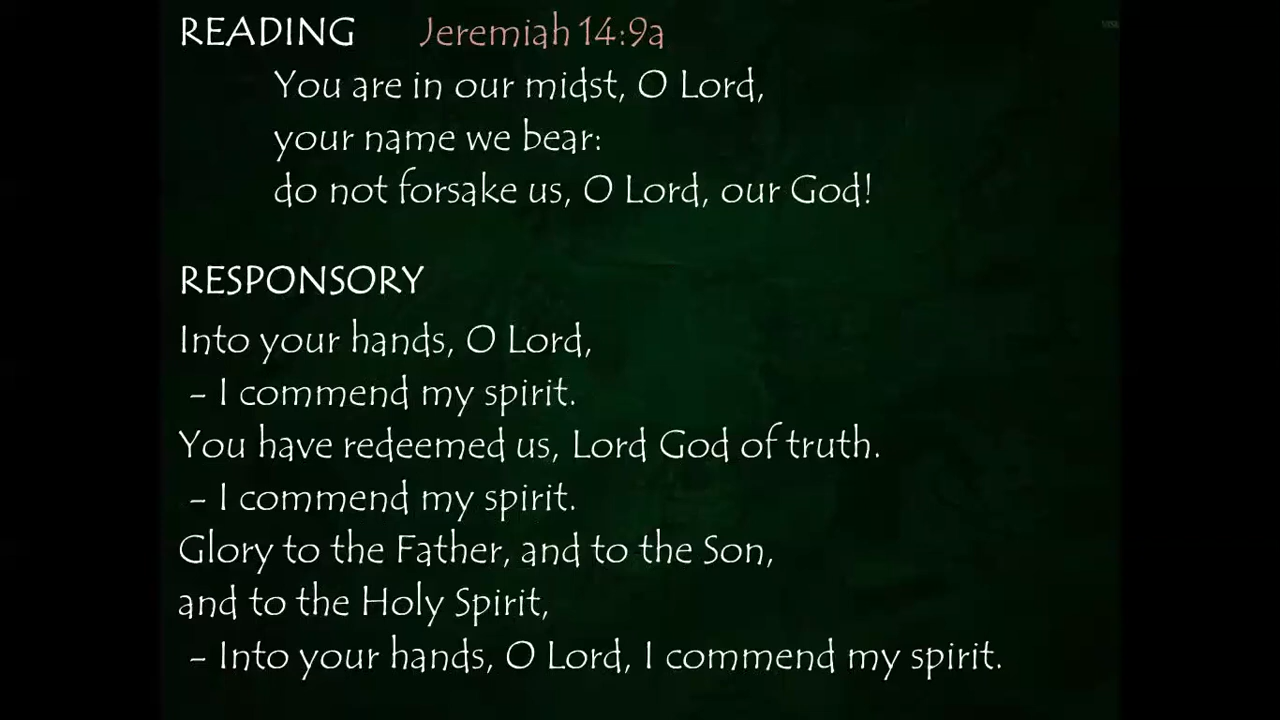 READING Jeremiah 14:9a
You are in our midst, O Lord,
your name we bear:
do not forsake us, O Lord, our God!
RESPONSORY
Into your hands, O Lord,
– I commend my spirit.
You have redeemed us, Lord God of truth.
– I commend my spirit.
Glory to the Father, and to the Son,
and to the Holy Spirit,
– Into your hands, O Lord, I commend my spirit.